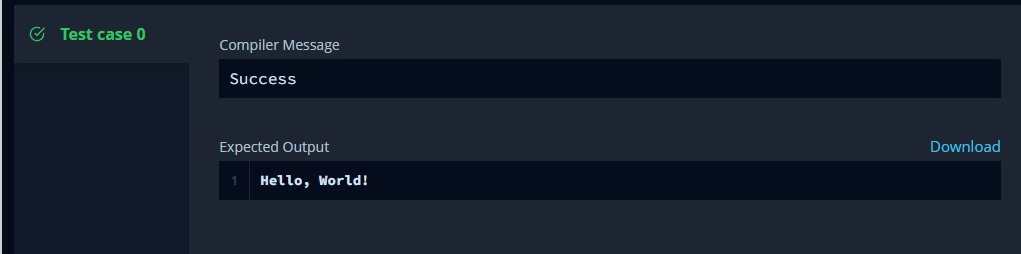 Test case 0
Compiler Message
Success
Expected Output
Download
1
Hello, World!